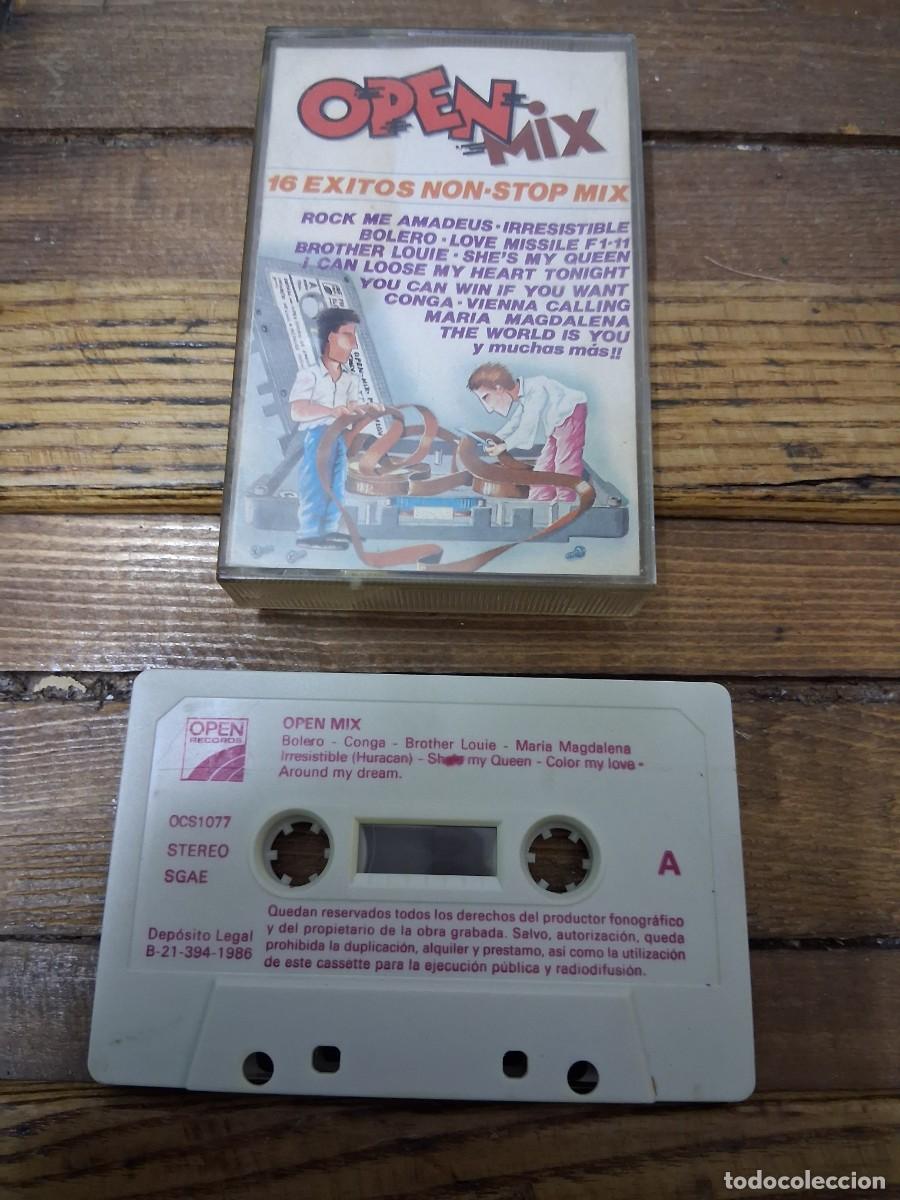 OPEN
MIX
16 EXITOS NON-STOP MIX
ROCK ME AMADEUS · IRRESISTIBLE
BOLERO · LOVE MISSILE F1-11
BROTHER LOUIE · SHE'S MY QUEEN
I CAN LOOSE MY HEART TONIGHT
YOU CAN WIN IF YOU WANT
CONGA · VIENNA CALLING
MARIA MAGDALENA
THE WORLD IS YOU
y muchas más!!
A
OPEN
RECORDS
OPEN MIX
Bolero - Conga - Brother Louie - Maria Magdalena
Irresistible (Huracan) - She's my Queen - Color my love -
Around my dream.
OCS1077
STEREO
SGAE
A
Depósito Legal
B-21-394-1986
Quedan reservados todos los derechos del productor fonográfico
y del propietario de la obra grabada. Salvo, autorización, queda
prohibida la duplicación, alquiler y prestamo, así como la utilización
de este cassette para la ejecución pública y radiodifusión.
todocoleccion